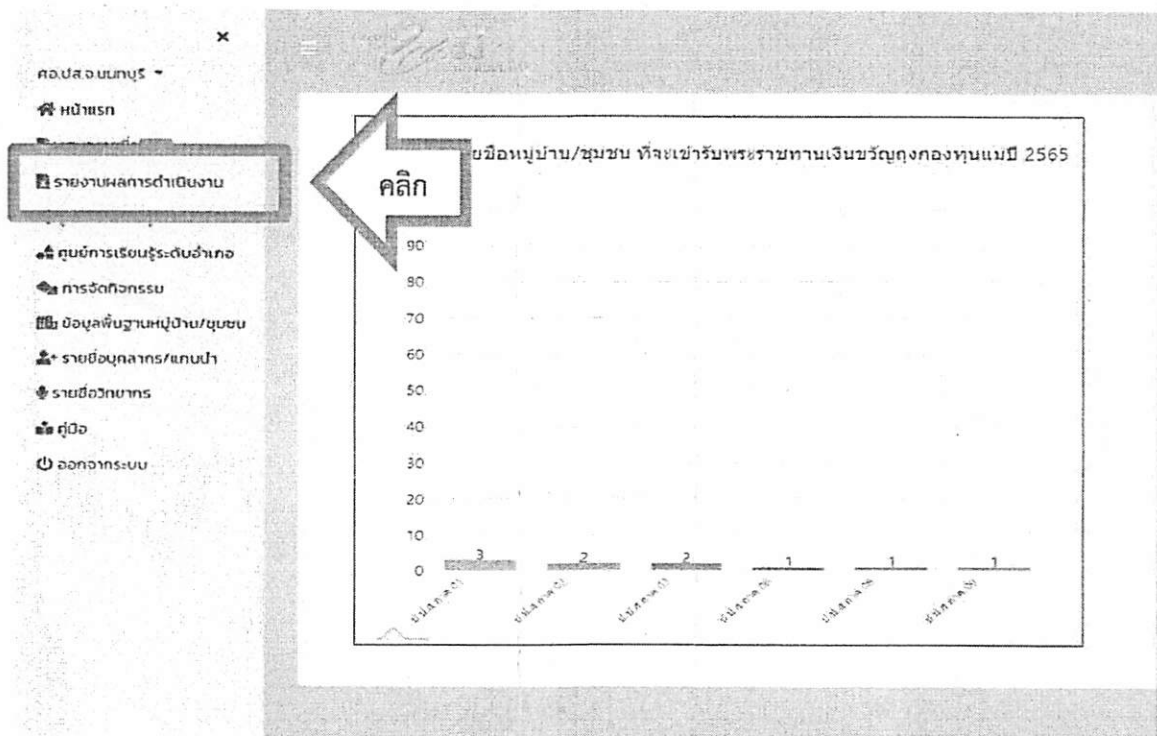 ×
ศอ.ปส.จ.นนทบุรี
หน้าแรก
รายงานผลการดำเนินงาน
ศูนย์การเรียนรู้ระดับอำเภอ
การจัดกิจกรรม
ข้อมูลพื้นฐานหมู่บ้าน/ชุมชน
รายชื่อบุคลากร/แกนนำ
รายชื่อวิทยากร
คู่มือ
ออกจากระบบ
คลิก
หมู่บ้าน/ชุมชน ที่จะเข้ารับพระราชทานเงินขวัญถุงกองทุนแม่ปี 2565
90
80
70
60
50
40
30
20
10
0
3 2 2 1 1 1